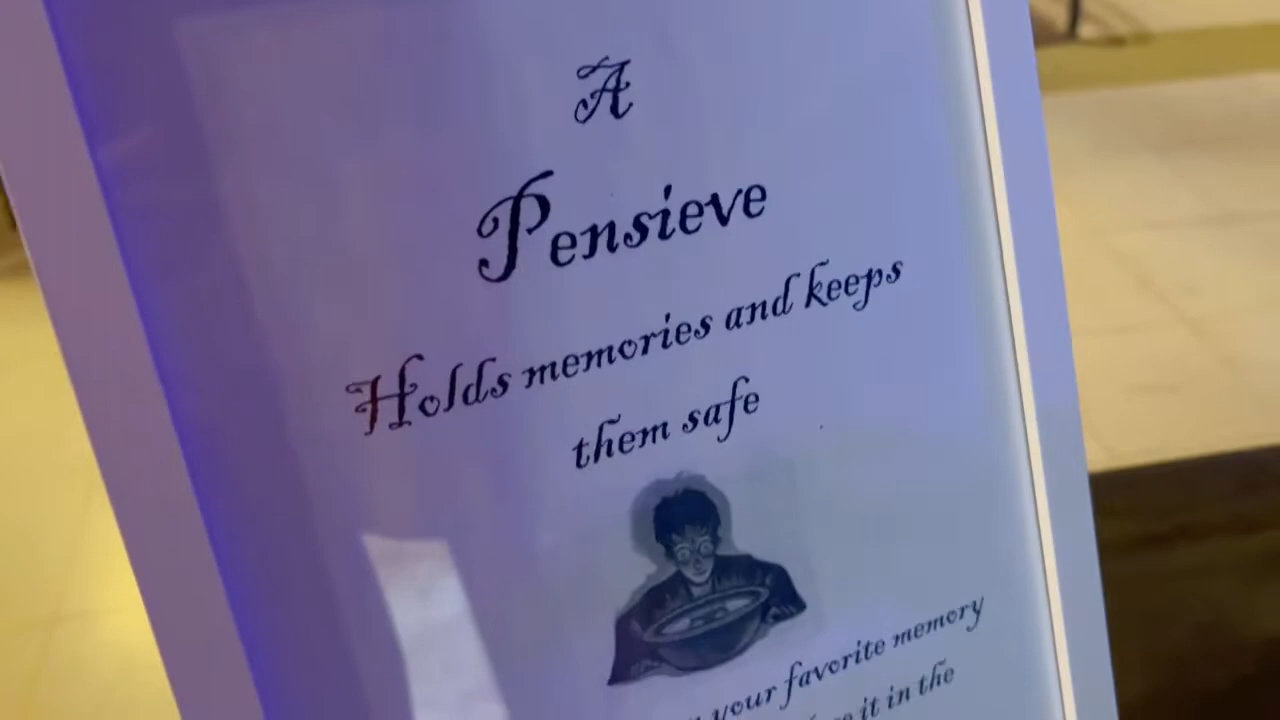 A
Pensieve
Holds memories and keeps
them safe
your favorite memory
it in the